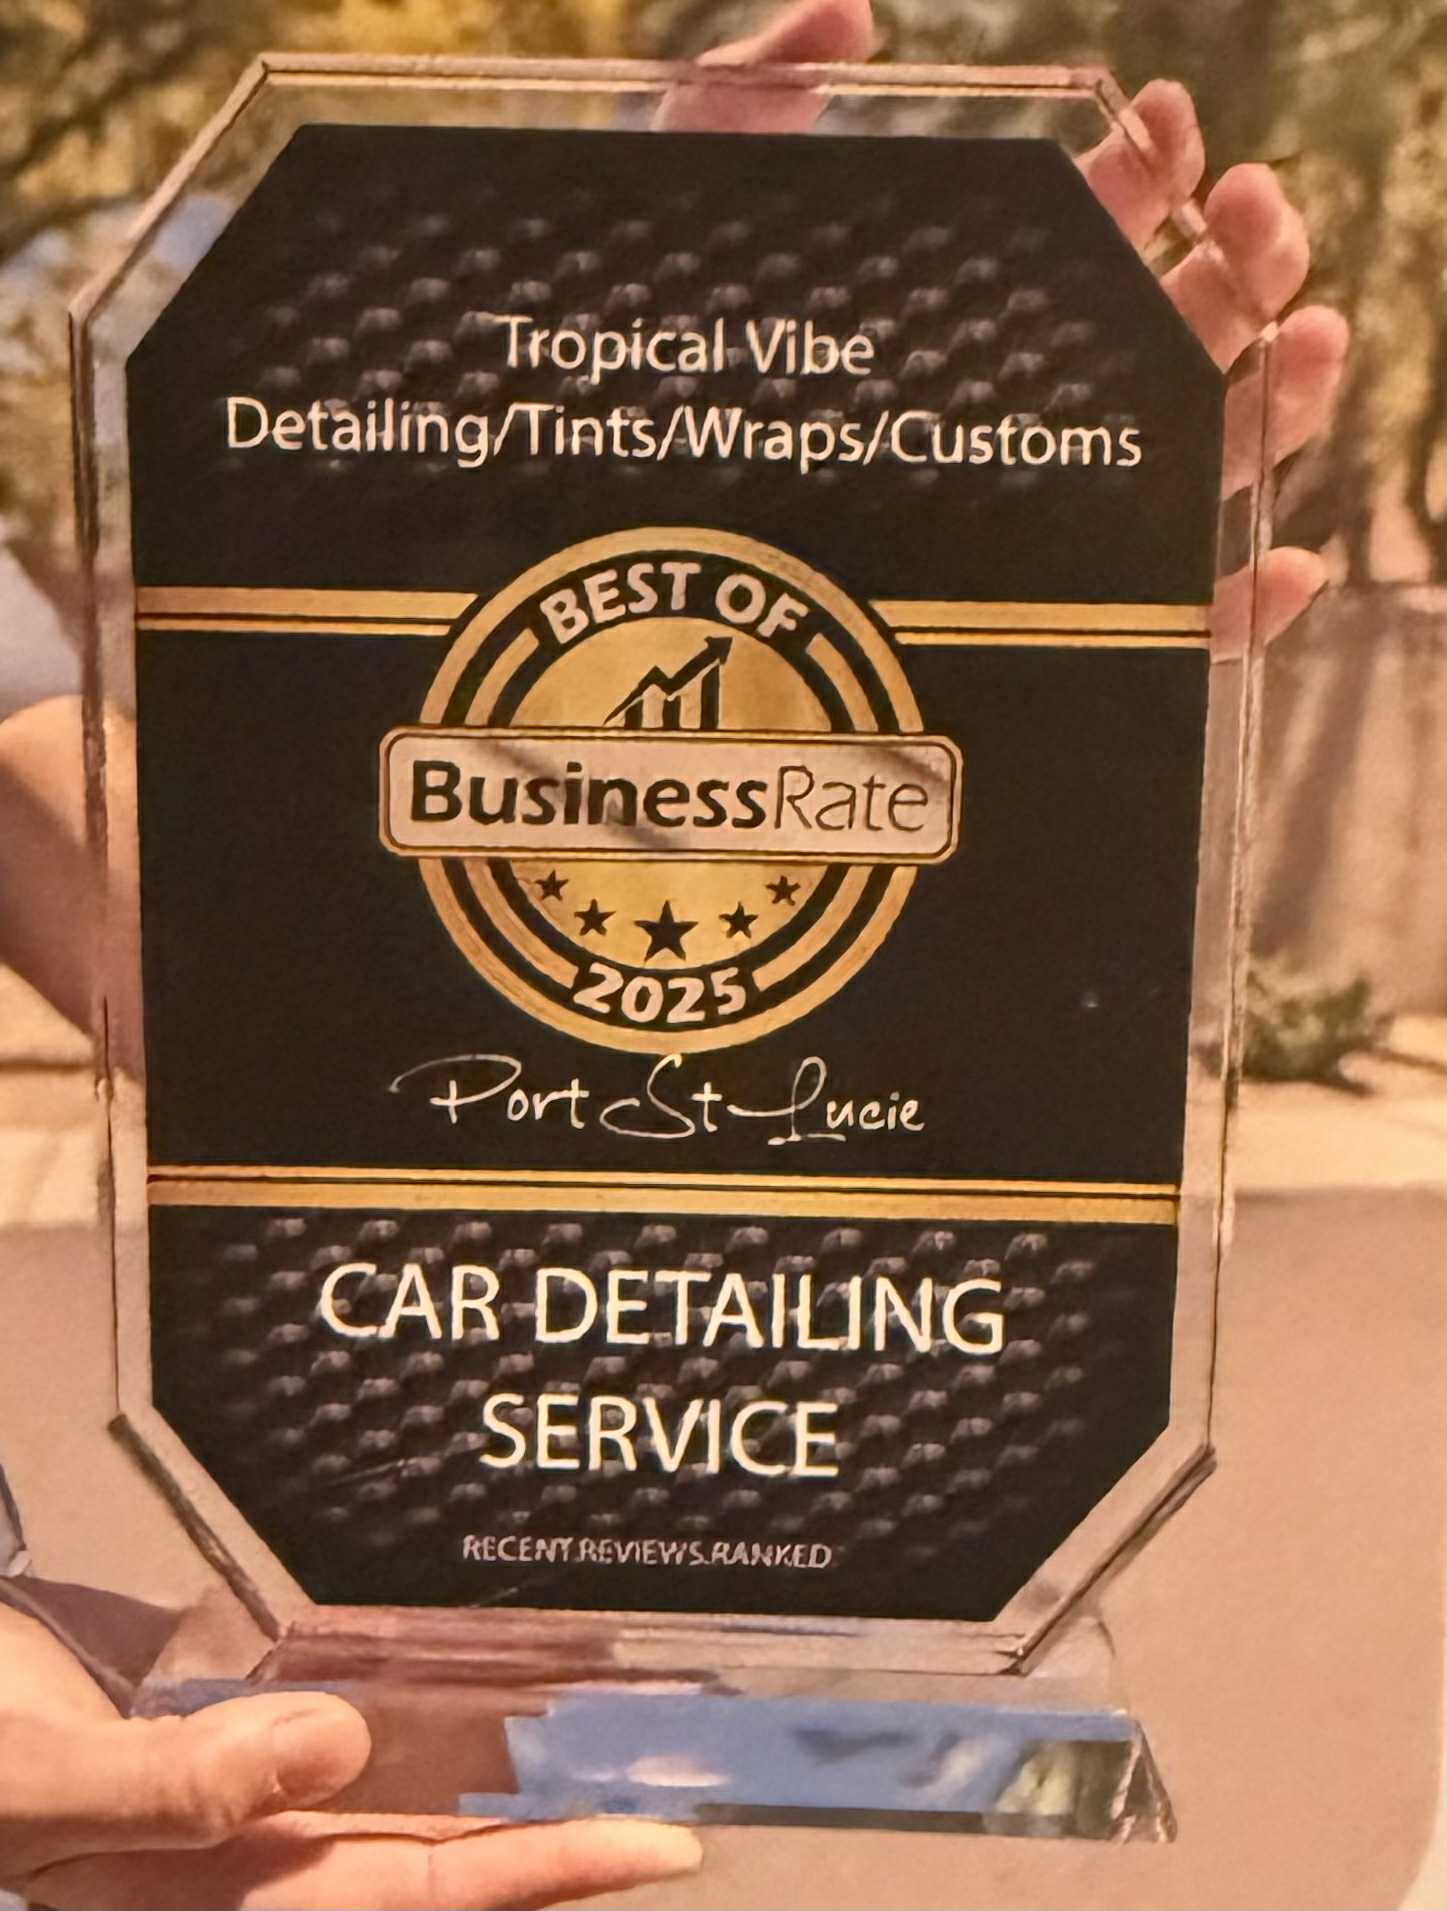 Tropical Vibe
Detailing/Tints/Wraps/Customs
BEST OF
BusinessRate
2025
Port St Lucie
CAR DETAILING
SERVICE
RECENT REVIEWS RANKED